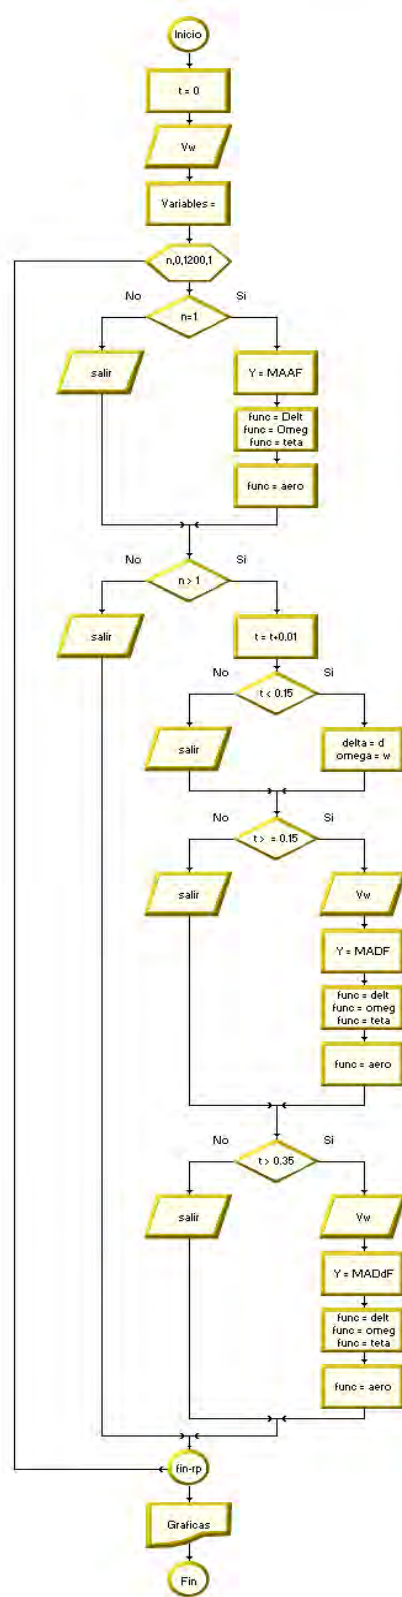 Inicio
t = 0
Vw
Variables =
n,0,1200,1
No
Si
n=1
salir
Y = MAAF
func = Delt
func = Omeg
func = teta
func = aero
No
Si
n > 1
salir
t = t+0.01
No
Si
t < 0.15
salir
delta = d
omega = w
No
Si
t > = 0.15
salir
Vw
Y = MADF
func = delt
func = omeg
func = teta
func = aero
No
Si
t > 0.35
salir
Vw
Y = MADdF
func = delt
func = omeg
func = teta
func = aero
fin-rp
Graficas
Fin